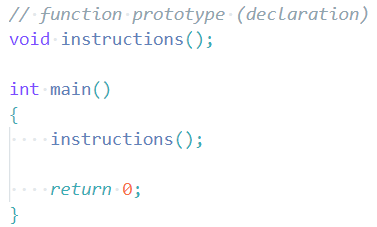 // function prototype (declaration)
void instructions();

int main()
{
    instructions();

    return 0;
}